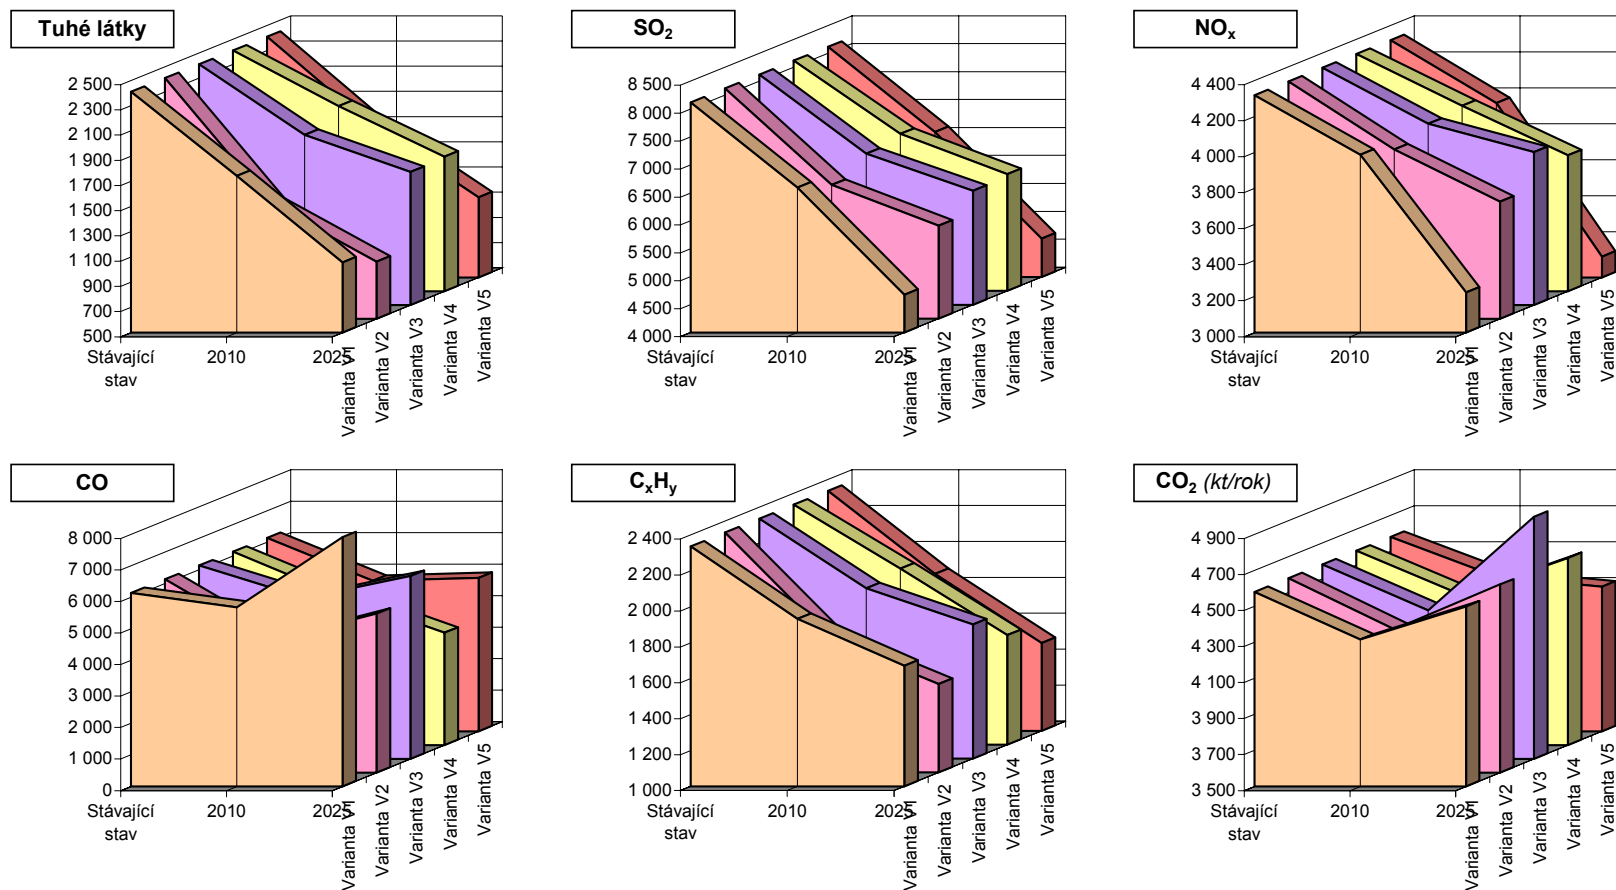 Tuhé látky
2 500
2 300
2 100
1 900
1 700
1 500
1 300
1 100
900
700
500
Stávající
stav
2010
2025
Varianta V1
Varianta V2
Varianta V3
Varianta V4
Varianta V5
SO₂
8 500
8 000
7 500
7 000
6 500
6 000
5 500
5 000
4 500
4 000
Stávající
stav
2010
2025
Varianta V1
Varianta V2
Varianta V3
Varianta V4
Varianta V5
NOₓ
4 400
4 200
4 000
3 800
3 600
3 400
3 200
3 000
Stávající
stav
2010
2025
Varianta V1
Varianta V2
Varianta V3
Varianta V4
Varianta V5
CO
8 000
7 000
6 000
5 000
4 000
3 000
2 000
1 000
0
Stávající
stav
2010
2025
Varianta V1
Varianta V2
Varianta V3
Varianta V4
Varianta V5
CₓHᵧ
2 400
2 200
2 000
1 800
1 600
1 400
1 200
1 000
Stávající
stav
2010
2025
Varianta V1
Varianta V2
Varianta V3
Varianta V4
Varianta V5
CO₂ (kt/rok)
4 900
4 700
4 500
4 300
4 100
3 900
3 700
3 500
Stávající
stav
2010
2025
Varianta V1
Varianta V2
Varianta V3
Varianta V4
Varianta V5